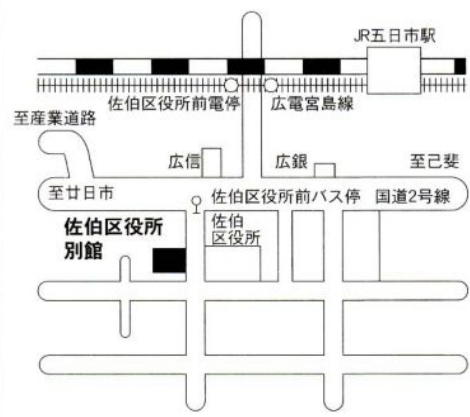 JR五日市駅
佐伯区役所前電停
広電宮島線
至産業道路
広信
広銀
至己斐
至廿日市
佐伯区役所前バス停
国道2号線
佐伯区役所
別館
佐伯
区役所